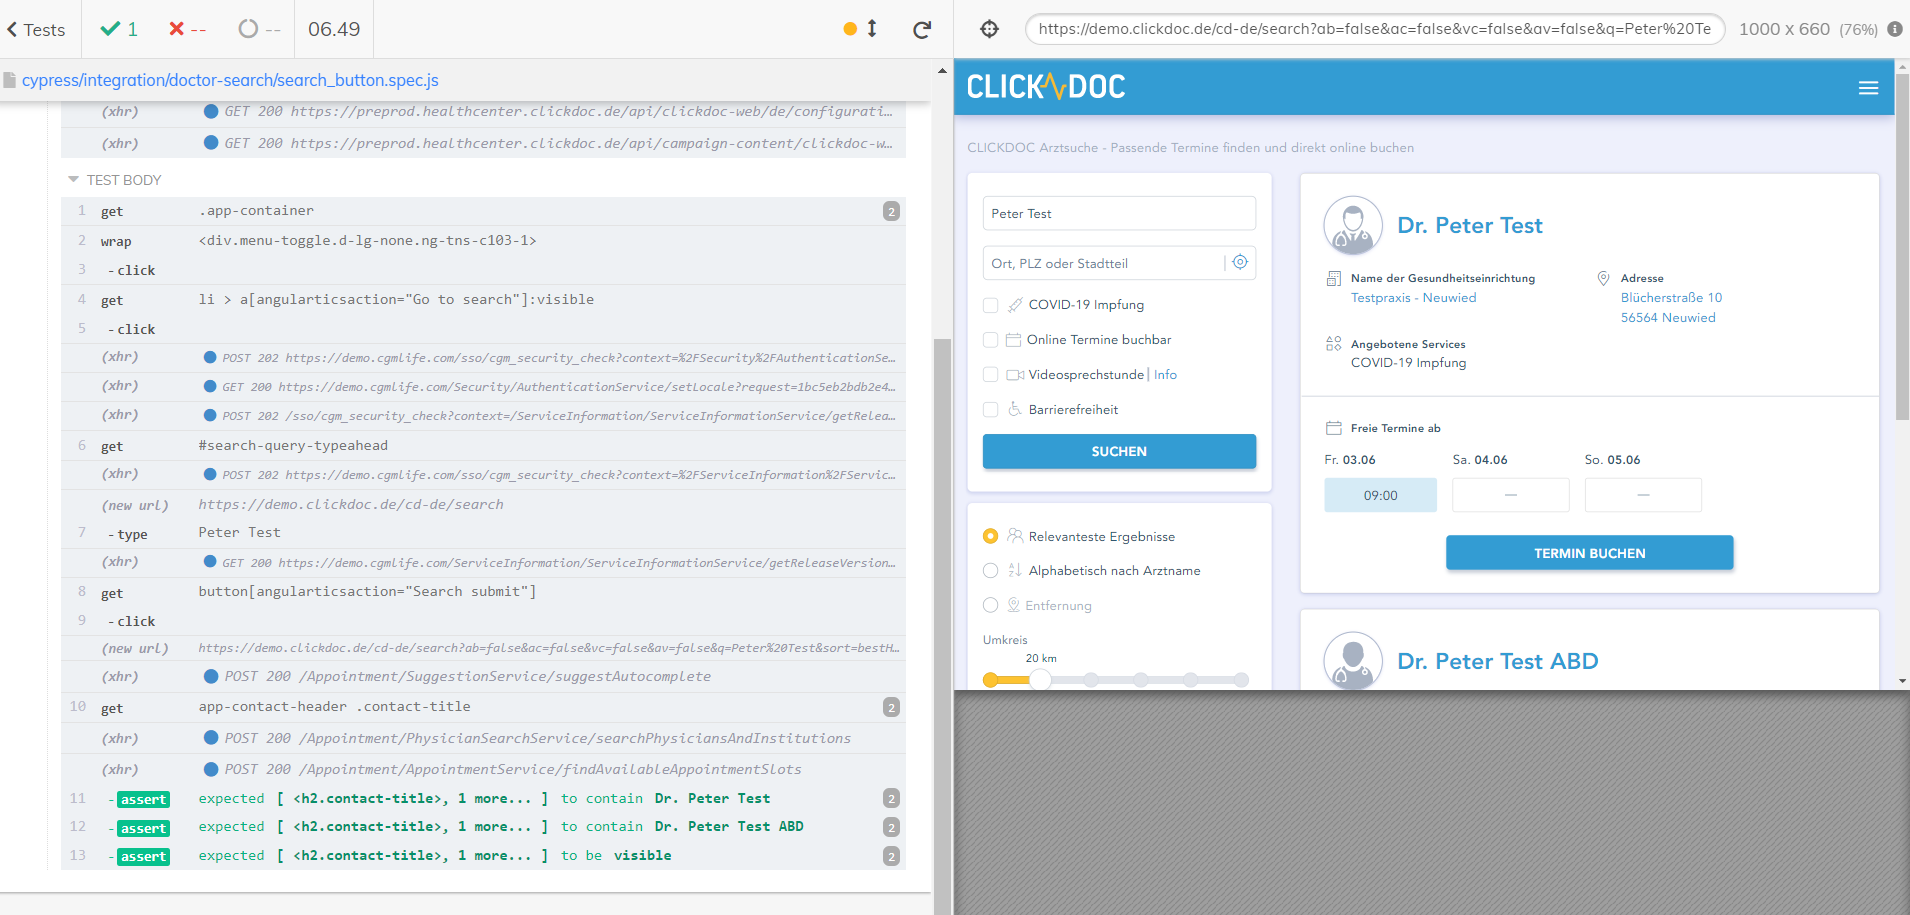 Tests
1
--
--
06.49
https://demo.clickdoc.de/cd-de/search?ab=false&ac=false&vc=false&av=false&q=Peter%20Te
1000 x 660 (76%)
cypress/integration/doctor-search/search_button.spec.js
(xhr) GET 200 https://preprod.healthcenter.clickdoc.de/api/clickdoc-web/de/configurati…
(xhr) GET 200 https://preprod.healthcenter.clickdoc.de/api/campaign-content/clickdoc-w…
TEST BODY
1 get .app-container 2
2 wrap <div.menu-toggle.d-lg-none.ng-tns-c103-1>
3 -click
4 get li > a[angularticsaction="Go to search"]:visible
5 -click
(xhr) POST 202 https://demo.cgmlife.com/sso/cgm_security_check?context=%2FSecurity%2FAuthenticationSe…
(xhr) GET 200 https://demo.cgmlife.com/Security/AuthenticationService/setLocale?request=1bc5eb2bdb2e4…
(xhr) POST 202 /sso/cgm_security_check?context=/ServiceInformation/ServiceInformationService/getRelea…
6 get #search-query-typeahead
(xhr) POST 202 https://demo.cgmlife.com/sso/cgm_security_check?context=%2FServiceInformation%2FServic…
(new url) https://demo.clickdoc.de/cd-de/search
7 -type Peter Test
(xhr) GET 200 https://demo.cgmlife.com/ServiceInformation/ServiceInformationService/getReleaseVersion…
8 get button[angularticsaction="Search submit"]
9 -click
(new url) https://demo.clickdoc.de/cd-de/search?ab=false&ac=false&vc=false&av=false&q=Peter%20Test&sort=bestH…
(xhr) POST 200 /Appointment/SuggestionService/suggestAutocomplete
10 get app-contact-header .contact-title 2
(xhr) POST 200 /Appointment/PhysicianSearchService/searchPhysiciansAndInstitutions
(xhr) POST 200 /Appointment/AppointmentService/findAvailableAppointmentSlots
11 -assert expected [ <h2.contact-title>, 1 more... ] to contain Dr. Peter Test 2
12 -assert expected [ <h2.contact-title>, 1 more... ] to contain Dr. Peter Test ABD 2
13 -assert expected [ <h2.contact-title>, 1 more... ] to be visible 2
CLICKDOC
CLICKDOC Arztsuche - Passende Termine finden und direkt online buchen
Peter Test
Ort, PLZ oder Stadtteil
COVID-19 Impfung
Online Termine buchbar
Videosprechstunde | Info
Barrierefreiheit
SUCHEN
Relevanteste Ergebnisse
Alphabetisch nach Arztname
Entfernung
Umkreis
20 km
Dr. Peter Test
Name der Gesundheitseinrichtung
Testpraxis - Neuwied
Adresse
Blücherstraße 10
56564 Neuwied
Angebotene Services
COVID-19 Impfung
Freie Termine ab
Fr. 03.06 Sa. 04.06 So. 05.06
09:00 — —
TERMIN BUCHEN
Dr. Peter Test ABD